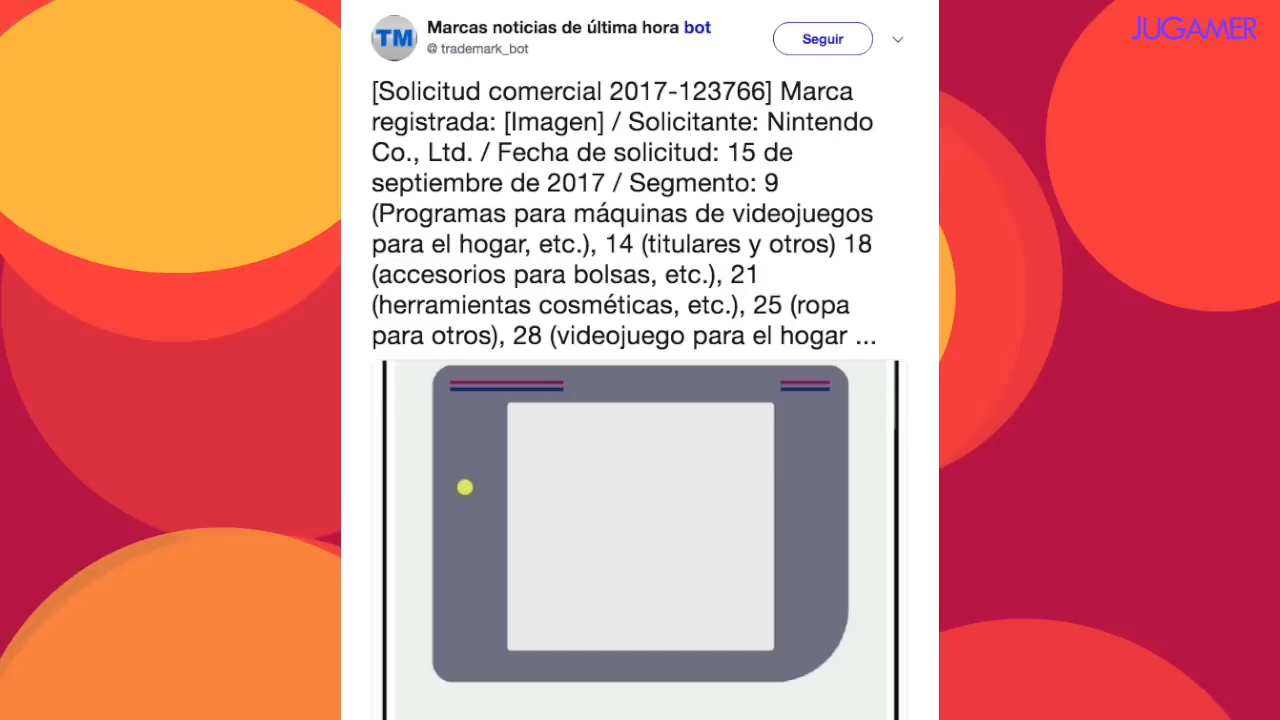 JUGAMER
TM
Marcas noticias de última hora bot
@ trademark_bot
Seguir
[Solicitud comercial 2017-123766] Marca
registrada: [Imagen] / Solicitante: Nintendo
Co., Ltd. / Fecha de solicitud: 15 de
septiembre de 2017 / Segmento: 9
(Programas para máquinas de videojuegos
para el hogar, etc.), 14 (titulares y otros) 18
(accesorios para bolsas, etc.), 21
(herramientas cosméticas, etc.), 25 (ropa
para otros), 28 (videojuego para el hogar ...